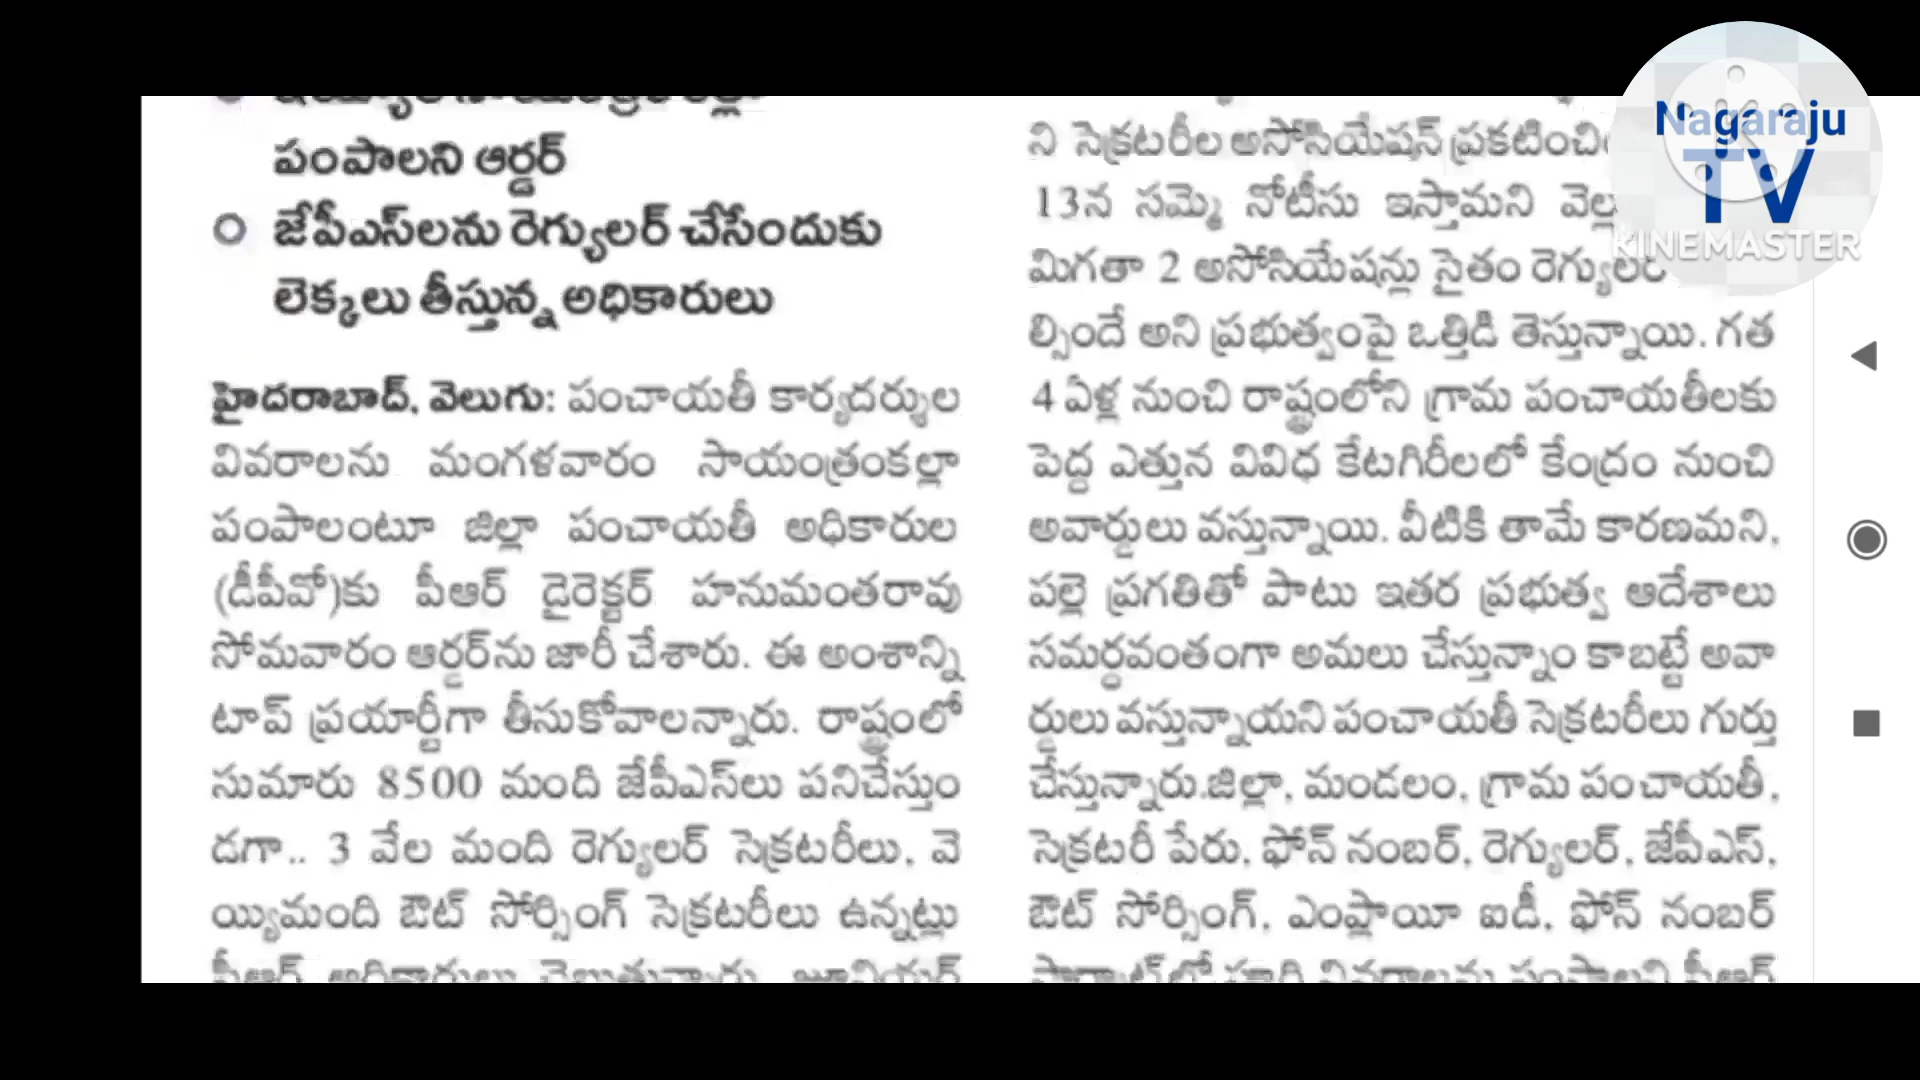 పంపాలని ఆర్డర్
జేపీఎస్‌లను రెగ్యులర్ చేసేందుకు
లెక్కలు తీస్తున్న అధికారులు
హైదరాబాద్, వెలుగు: పంచాయతీ కార్యదర్శుల
వివరాలను మంగళవారం సాయంత్రంకల్లా
పంపాలంటూ జిల్లా పంచాయతీ అధికారుల
(డీపీవో)కు పీఆర్ డైరెక్టర్ హనుమంతరావు
సోమవారం ఆర్డర్‌ను జారీ చేశారు. ఈ అంశాన్ని
టాప్ ప్రయార్టీగా తీసుకోవాలన్నారు. రాష్ట్రంలో
సుమారు 8500 మంది జేపీఎస్‌లు పనిచేస్తుం
డగా.. 3 వేల మంది రెగ్యులర్ సెక్రటరీలు, వె
య్యిమంది ఔట్ సోర్సింగ్ సెక్రటరీలు ఉన్నట్లు
పీఆర్ అధికారులు చెబుతున్నారు. జూనియర్
ని సెక్రటరీల అసోసియేషన్ ప్రకటించిం
13న సమ్మె నోటీసు ఇస్తామని వెల్ల
మిగతా 2 అసోసియేషన్లు సైతం రెగ్యులర్
ల్సిందే అని ప్రభుత్వంపై ఒత్తిడి తెస్తున్నాయి. గత
4 ఏళ్ల నుంచి రాష్ట్రంలోని గ్రామ పంచాయతీలకు
పెద్ద ఎత్తున వివిధ కేటగిరీలలో కేంద్రం నుంచి
అవార్డులు వస్తున్నాయి. వీటికి తామే కారణమని,
పల్లె ప్రగతితో పాటు ఇతర ప్రభుత్వ ఆదేశాలు
సమర్ధవంతంగా అమలు చేస్తున్నాం కాబట్టే అవా
ర్డులు వస్తున్నాయని పంచాయతీ సెక్రటరీలు గుర్తు
చేస్తున్నారు.జిల్లా, మండలం, గ్రామ పంచాయతీ,
సెక్రటరీ పేరు, ఫోన్ నంబర్, రెగ్యులర్, జేపీఎస్,
ఔట్ సోర్సింగ్, ఎంప్లాయీ ఐడీ, ఫోన్ నంబర్
Nagaraju
TV
KINEMASTER